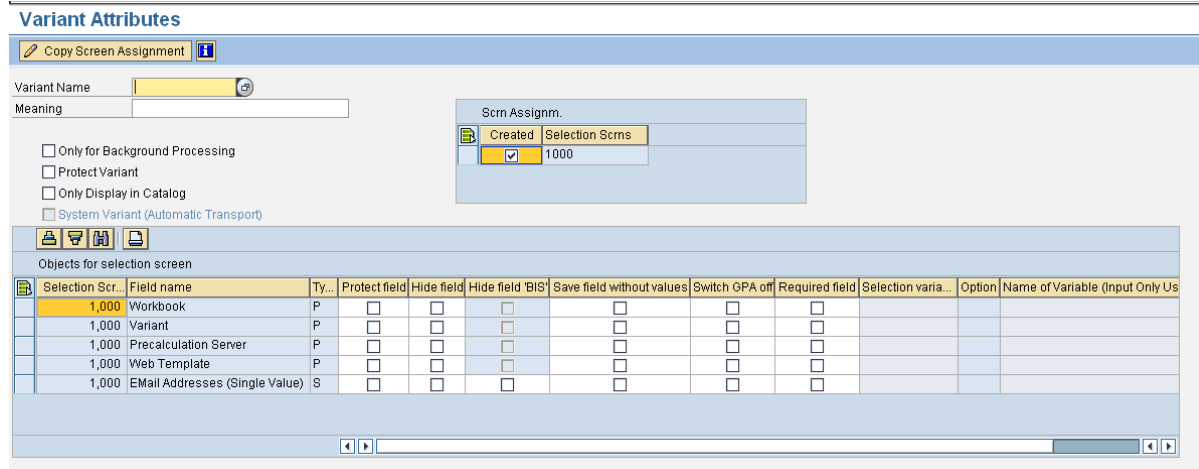 Variant Attributes
Copy Screen Assignment
Variant Name
Meaning
Scrn Assignm.
Created Selection Scrns
1000
Only for Background Processing
Protect Variant
Only Display in Catalog
System Variant (Automatic Transport)
Objects for selection screen
Selection Scr... Field name Ty... Protect field Hide field Hide field 'BIS' Save field without values Switch GPA off Required field Selection varia... Option Name of Variable (Input Only Us
1,000 Workbook P
1,000 Variant P
1,000 Precalculation Server P
1,000 Web Template P
1,000 EMail Addresses (Single Value) S